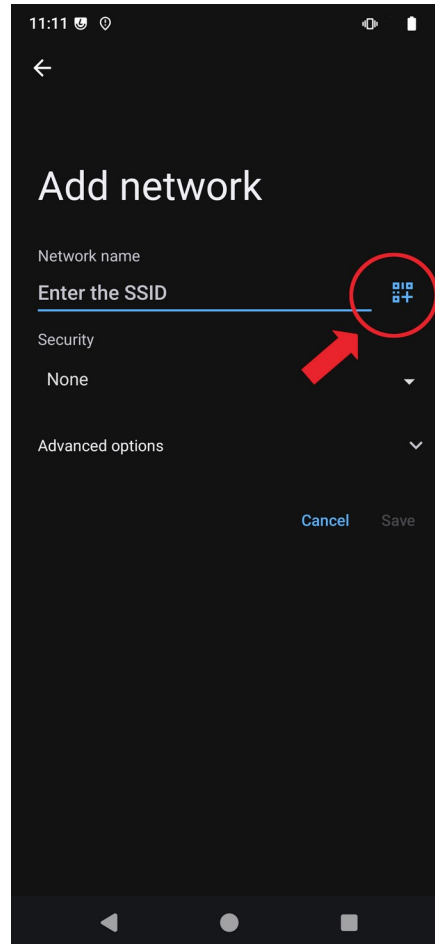 11:11
Add network
Network name
Enter the SSID
Security
None
Advanced options
Cancel Save